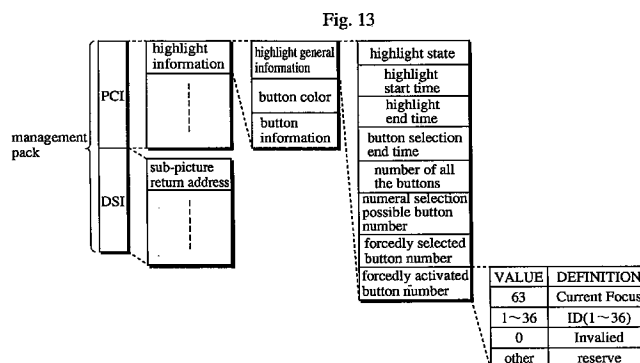 Fig. 13
management
pack
PCI
DSI
highlight
information
sub-picture
return address
highlight general
information
button color
button
information
highlight state
highlight
start time
highlight
end time
button selection
end time
number of all
the buttons
numeral selection
possible button
number
forcedly selected
button number
forcedly activated
button number
VALUE DEFINITION
63 Current Focus
1~36 ID(1~36)
0 Invalied
other reserve